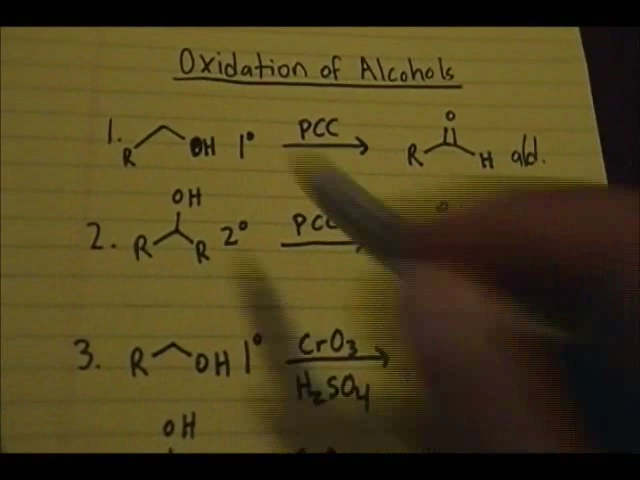 Oxidation of Alcohols
1. R OH 1° PCC O R H ald.
OH
2. R R 2° PCC O
3. R OH 1° CrO3
H2SO4
OH